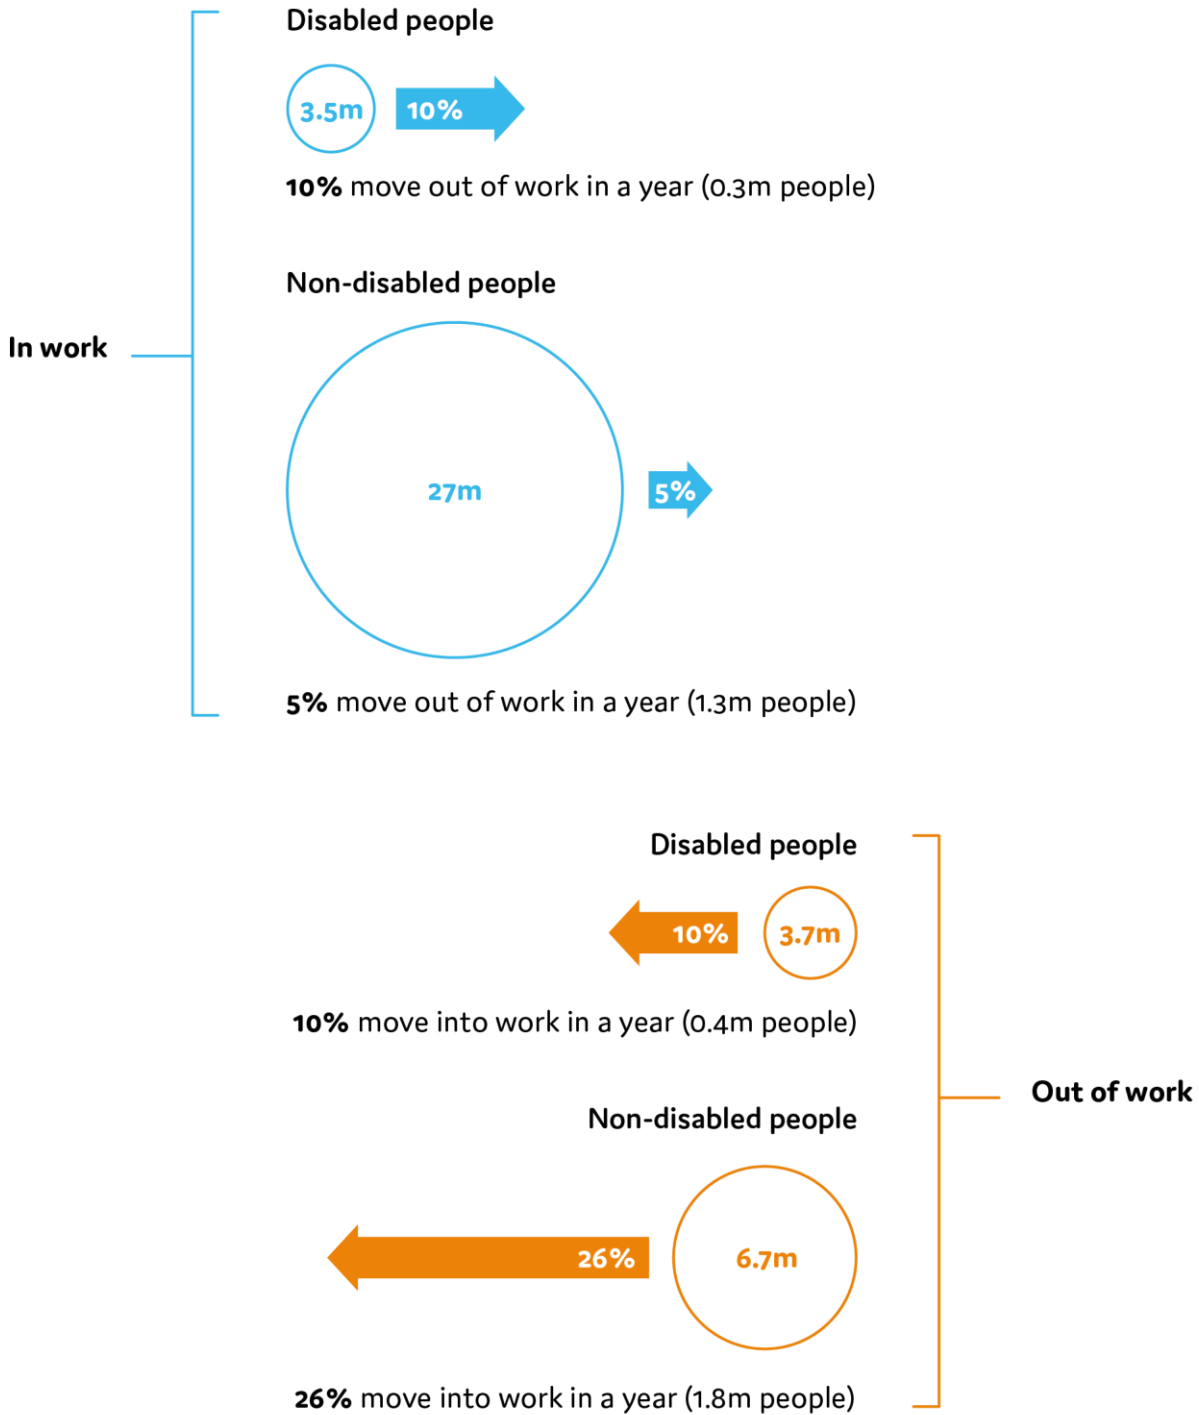 Disabled people
3.5m
10%
10% move out of work in a year (0.3m people)
Non-disabled people
In work
27m
5%
5% move out of work in a year (1.3m people)
Disabled people
10%
3.7m
10% move into work in a year (0.4m people)
Out of work
Non-disabled people
26%
6.7m
26% move into work in a year (1.8m people)